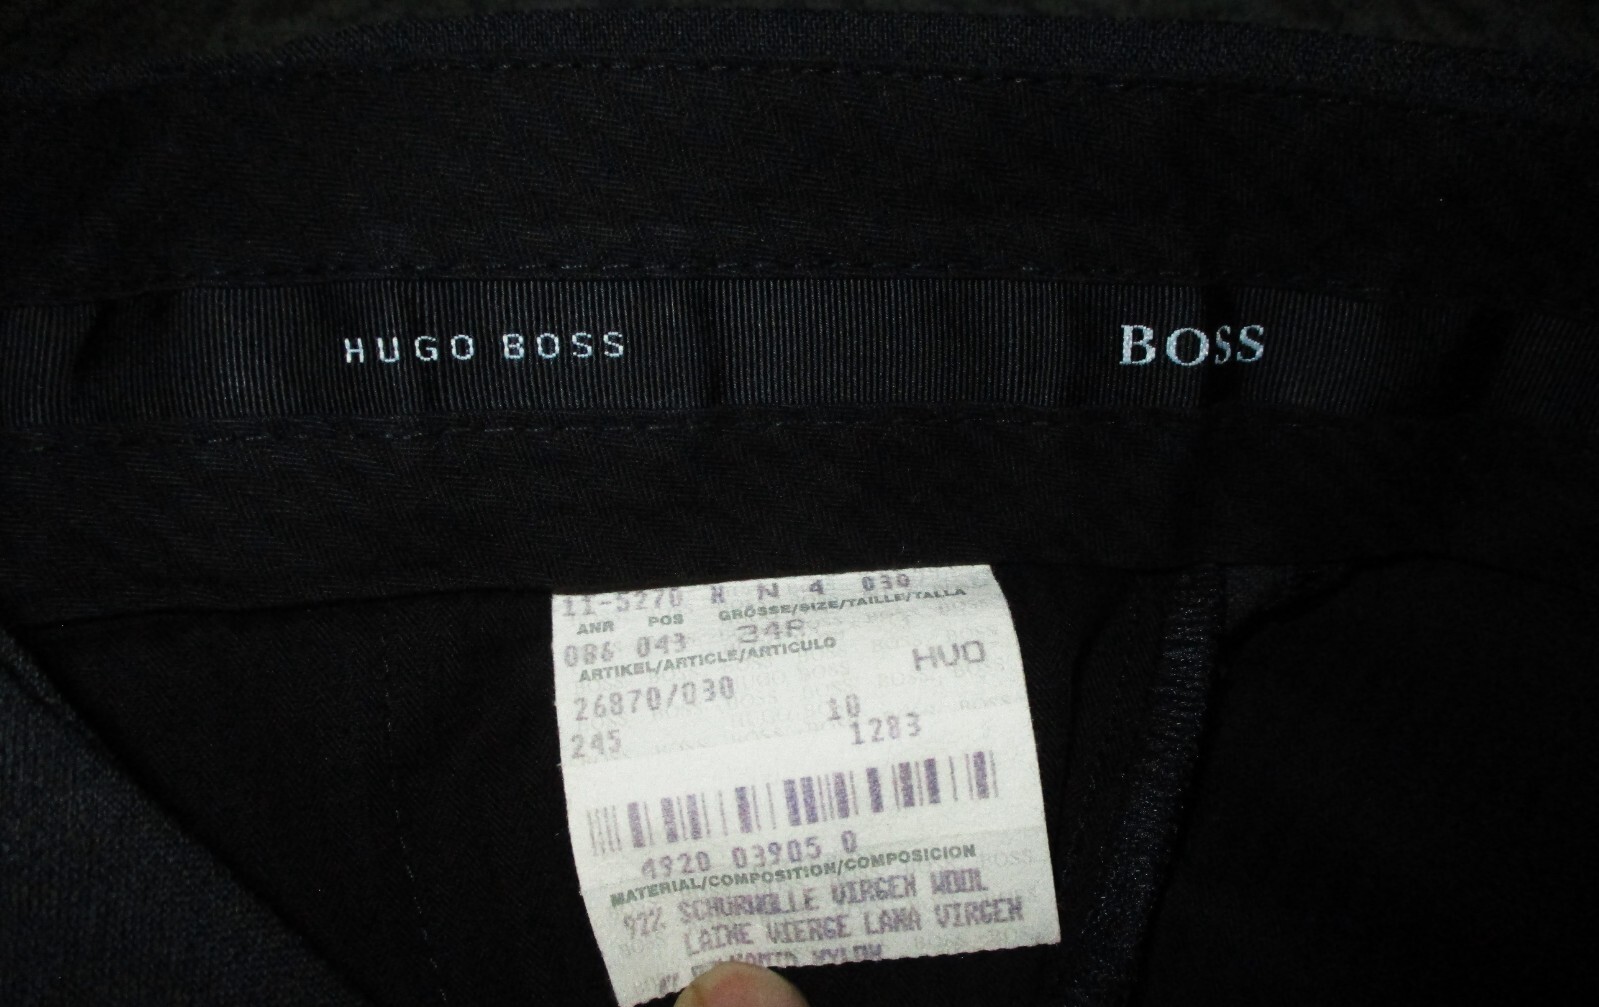 HUGO BOSS BOSS
11-5270 H N 4 030
ANR POS GRÖSSE/SIZE/TAILLE/TALLA
086 043 34R
ARTIKEL/ARTICLE/ARTICULO HUO
26870/030 10
245 1283
4920 03905 0
MATERIAL/COMPOSITION/COMPOSICION
97% SCHURWOLLE VIRGEN WOOL
LAINE VIERGE LANA VIRGEN
NYLON